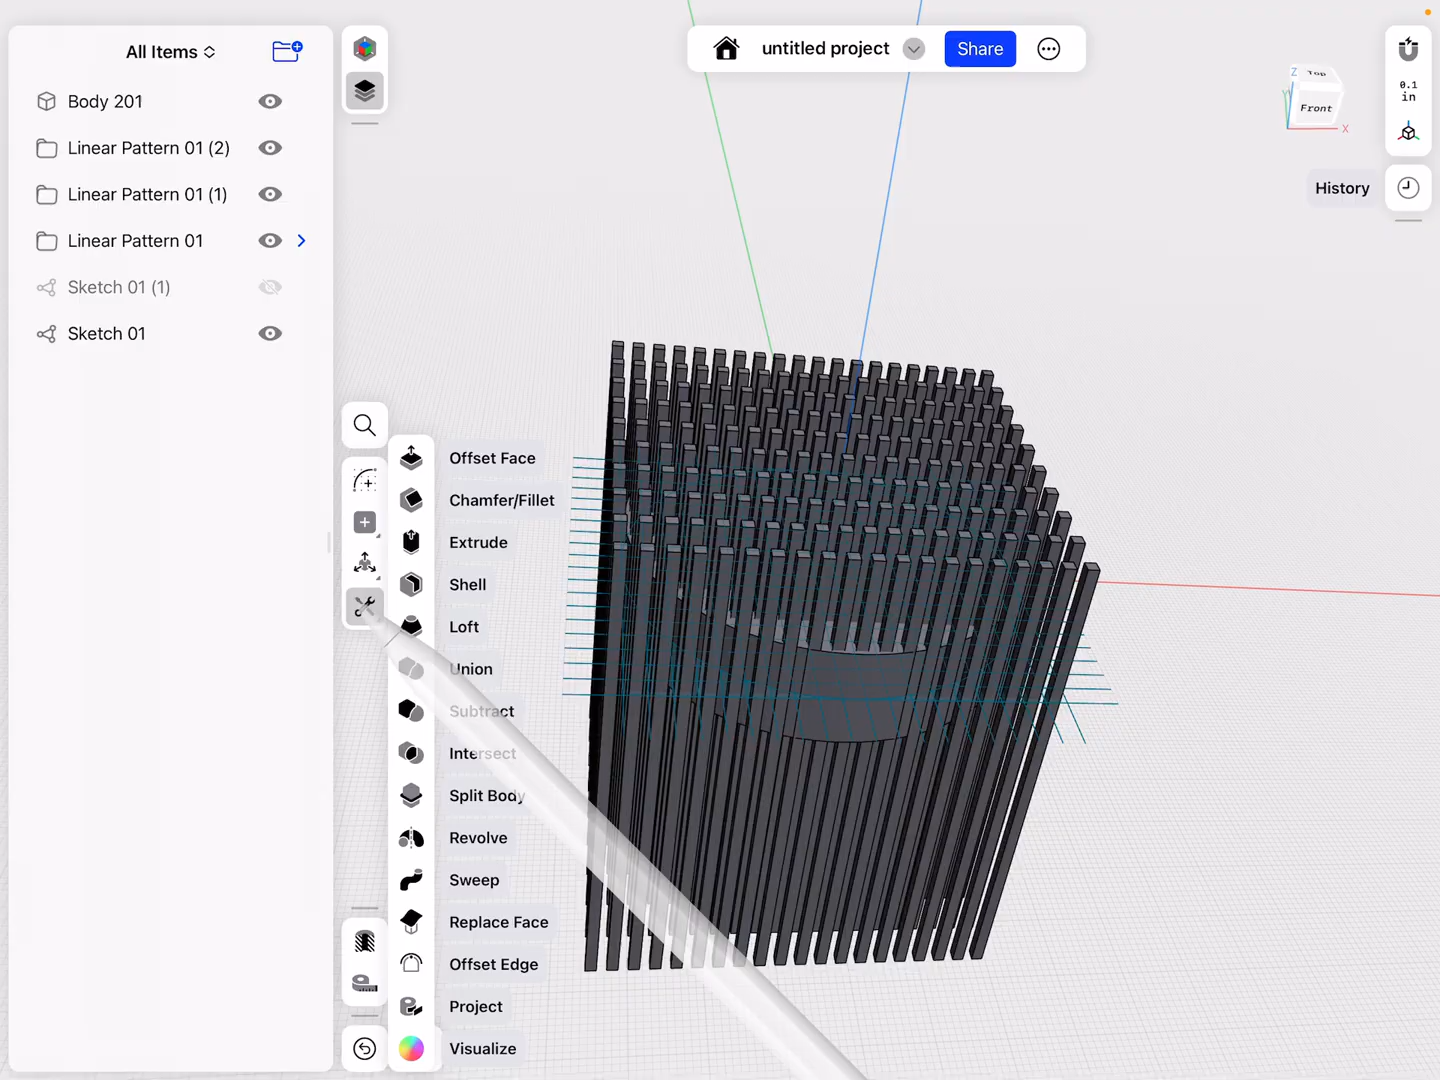 All Items
Body 201
Linear Pattern 01 (2)
Linear Pattern 01 (1)
Linear Pattern 01
Sketch 01 (1)
Sketch 01
untitled project
Share
Z
Top
Y
Front
X
0.1
in
History
Offset Face
Chamfer/Fillet
Extrude
Shell
Loft
Union
Subtract
Intersect
Split Body
Revolve
Sweep
Replace Face
Offset Edge
Project
Visualize